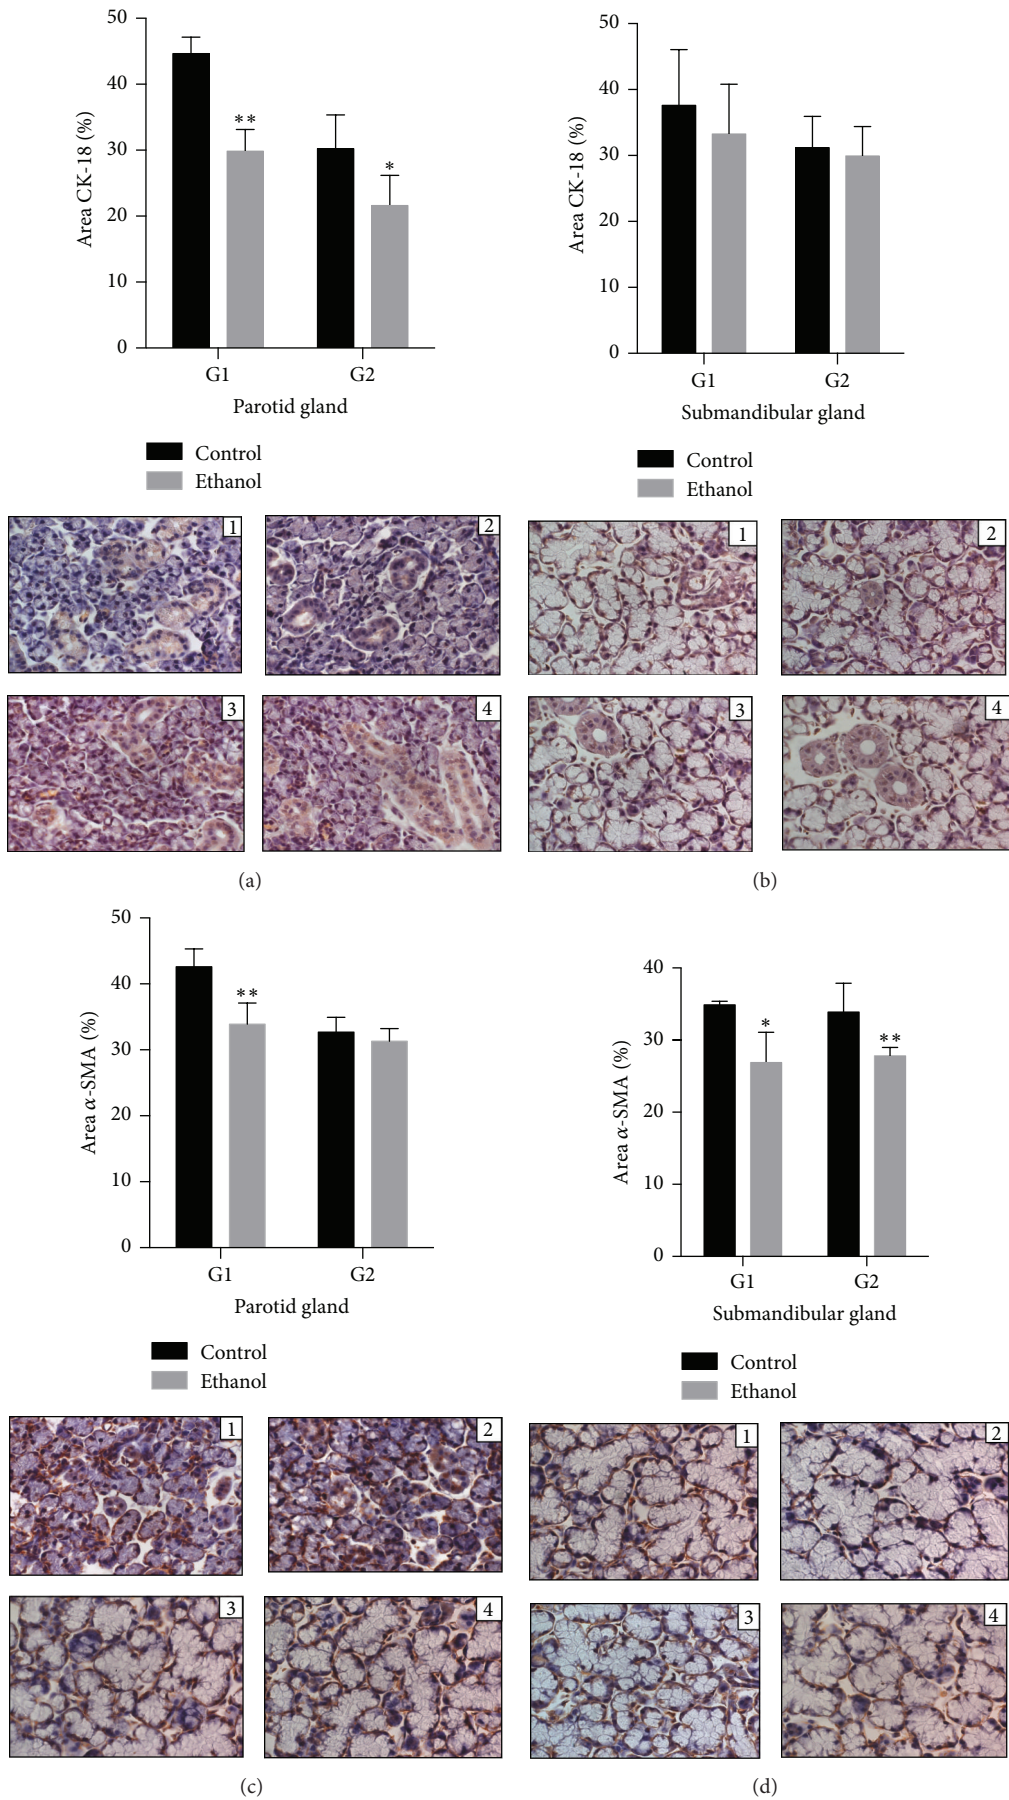 50
40
30
20
10
0
Area CK-18 (%)
**
*
G1
G2
Parotid gland
Control
Ethanol
1
2
3
4
(a)
50
40
30
20
10
0
Area CK-18 (%)
G1
G2
Submandibular gland
Control
Ethanol
1
2
3
4
(b)
50
40
30
20
10
0
Area α-SMA (%)
**
G1
G2
Parotid gland
Control
Ethanol
1
2
3
4
(c)
40
30
20
10
0
Area α-SMA (%)
*
**
G1
G2
Submandibular gland
Control
Ethanol
1
2
3
4
(d)